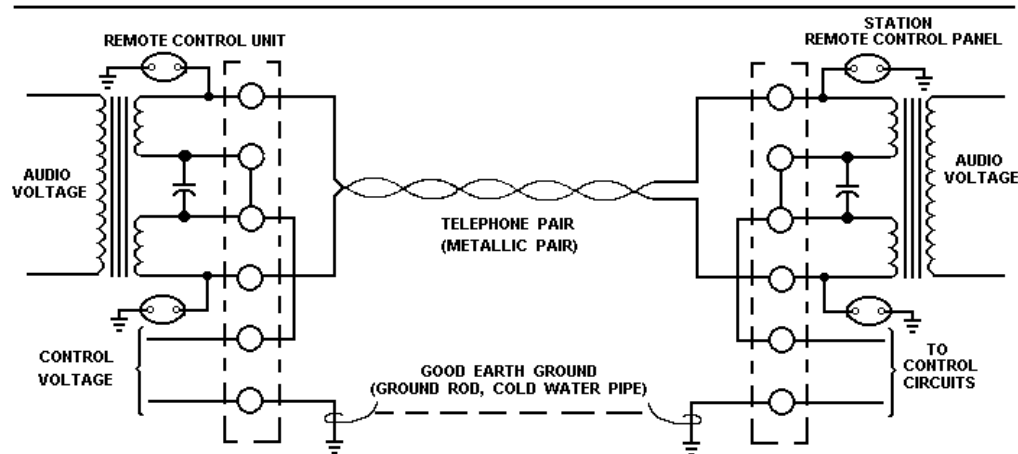 REMOTE CONTROL UNIT
STATION
REMOTE CONTROL PANEL
AUDIO
VOLTAGE
AUDIO
VOLTAGE
TELEPHONE PAIR
(METALLIC PAIR)
CONTROL
VOLTAGE
GOOD EARTH GROUND
(GROUND ROD, COLD WATER PIPE)
TO
CONTROL
CIRCUITS